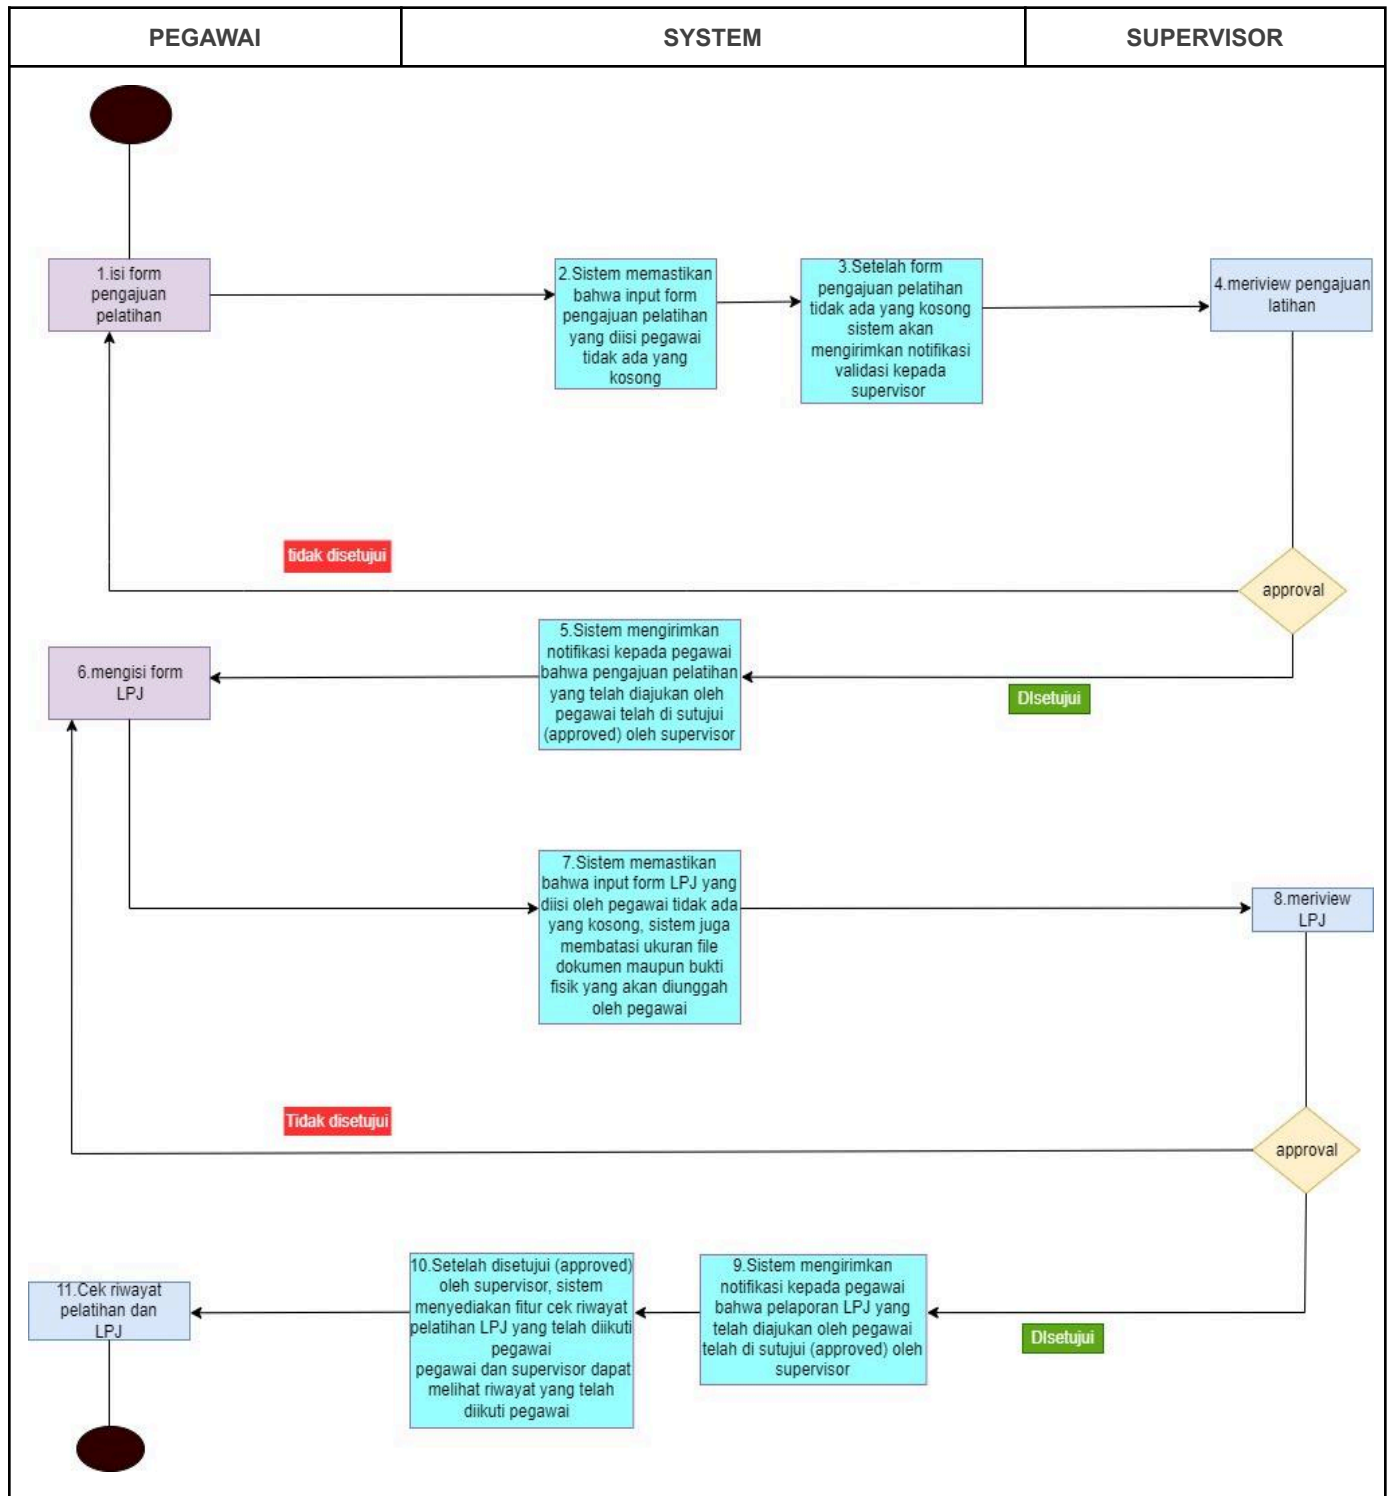 PEGAWAI
SYSTEM
SUPERVISOR
1.isi form
pengajuan
pelatihan
2.Sistem memastikan
bahwa input form
pengajuan pelatihan
yang diisi pegawai
tidak ada yang
kosong
3.Setelah form
pengajuan pelatihan
tidak ada yang kosong
sistem akan
mengirimkan notifikasi
validasi kepada
supervisor
4.meriview pengajuan
latihan
tidak disetujui
approval
5.Sistem mengirimkan
notifikasi kepada pegawai
bahwa pengajuan pelatihan
yang telah diajukan oleh
pegawai telah di sutujui
(approved) oleh supervisor
6.mengisi form
LPJ
DIsetujui
7.Sistem memastikan
bahwa input form LPJ yang
diisi oleh pegawai tidak ada
yang kosong, sistem juga
membatasi ukuran file
dokumen maupun bukti
fisik yang akan diunggah
oleh pegawai
8.meriview
LPJ
Tidak disetujui
approval
9.Sistem mengirimkan
notifikasi kepada pegawai
bahwa pelaporan LPJ yang
telah diajukan oleh pegawai
telah di sutujui (approved) oleh
supervisor
DIsetujui
10.Setelah disetujui (approved)
oleh supervisor, sistem
menyediakan fitur cek riwayat
pelatihan LPJ yang telah diikuti
pegawai
pegawai dan supervisor dapat
melihat riwayat yang telah
diikuti pegawai
11.Cek riwayat
pelatihan dan
LPJ